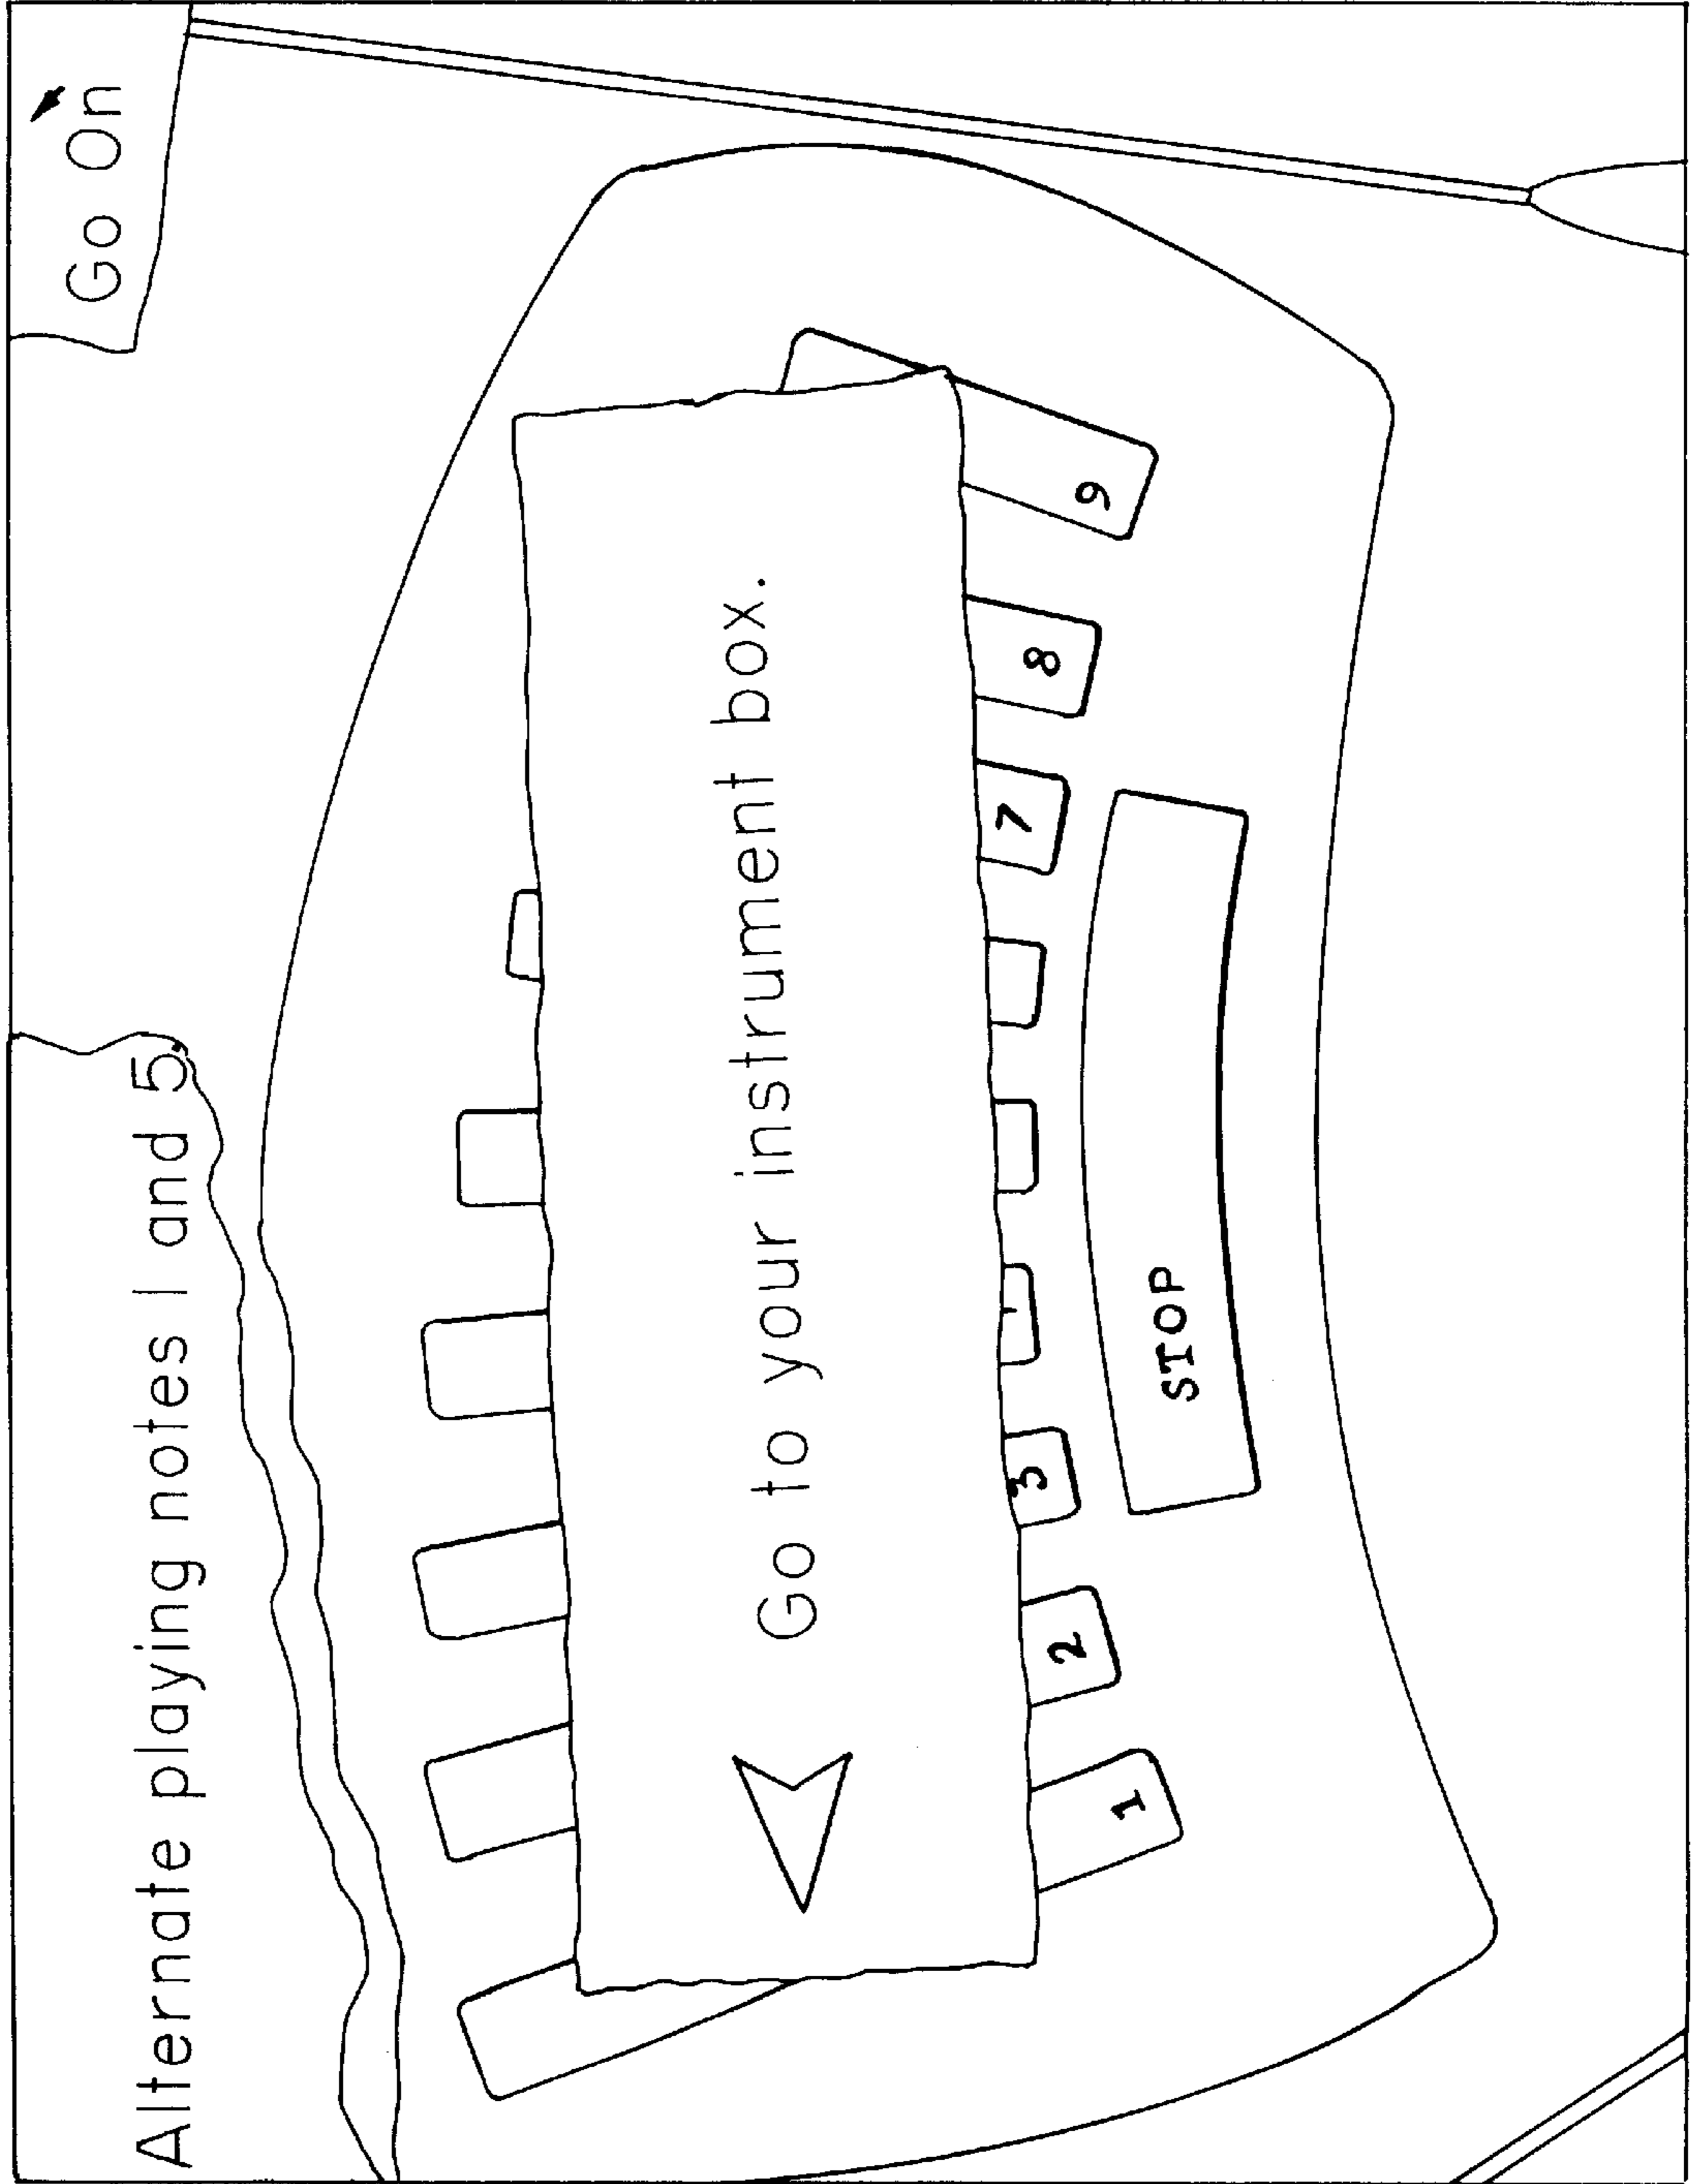 Alternate playing notes 1 and 5.
Go On
Go to your instrument box.
1
2
3
7
8
9
STOP